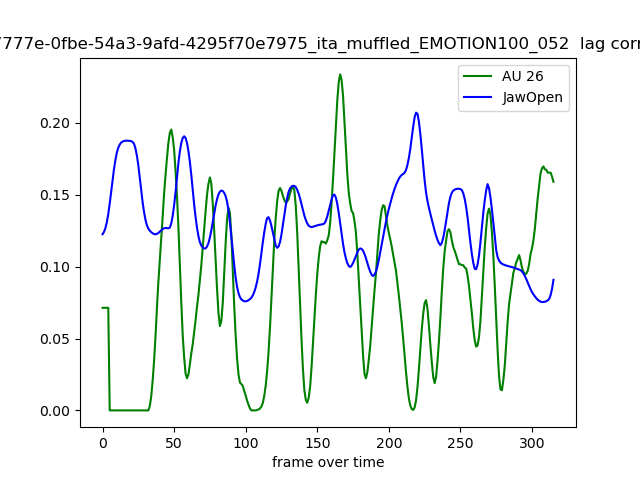 7777e-0fbe-54a3-9afd-4295f70e7975_ita_muffled_EMOTION100_052 lag corr
AU 26
JawOpen
0.20
0.15
0.10
0.05
0.00
0 50 100 150 200 250 300
frame over time